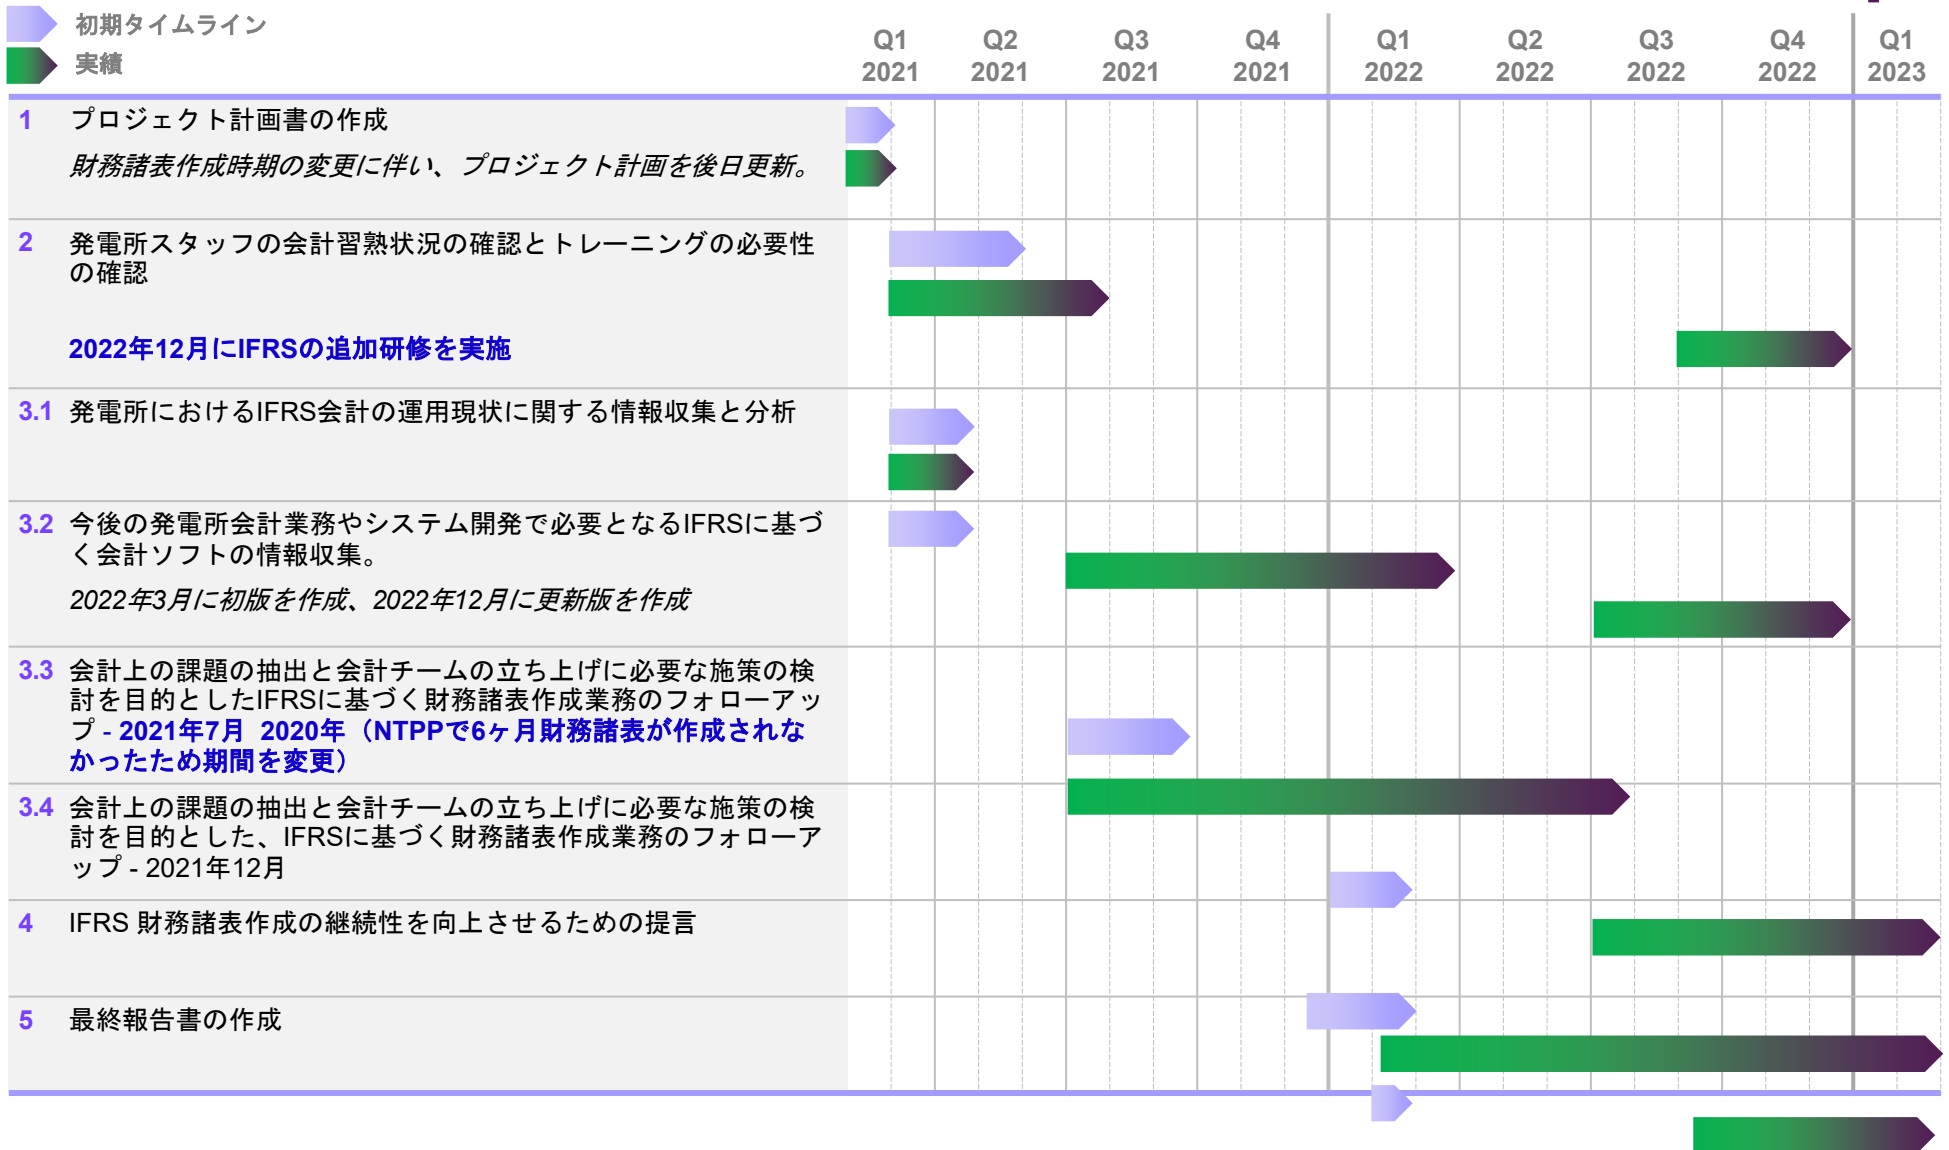 初期タイムライン
実績
Q1 Q2 Q3 Q4 Q1 Q2 Q3 Q4 Q1
2021 2021 2021 2021 2022 2022 2022 2022 2023
1 プロジェクト計画書の作成
財務諸表作成時期の変更に伴い、プロジェクト計画を後日更新。
2 発電所スタッフの会計習熟状況の確認とトレーニングの必要性
の確認
2022年12月にIFRSの追加研修を実施
3.1 発電所におけるIFRS会計の運用現状に関する情報収集と分析
3.2 今後の発電所会計業務やシステム開発で必要となるIFRSに基づ
く会計ソフトの情報収集。
2022年3月に初版を作成、2022年12月に更新版を作成
3.3 会計上の課題の抽出と会計チームの立ち上げに必要な施策の検
討を目的としたIFRSに基づく財務諸表作成業務のフォローアッ
プ - 2021年7月 2020年（NTPPで6ヶ月財務諸表が作成されな
かったため期間を変更）
3.4 会計上の課題の抽出と会計チームの立ち上げに必要な施策の検
討を目的とした、IFRSに基づく財務諸表作成業務のフォローア
ップ - 2021年12月
4 IFRS 財務諸表作成の継続性を向上させるための提言
5 最終報告書の作成